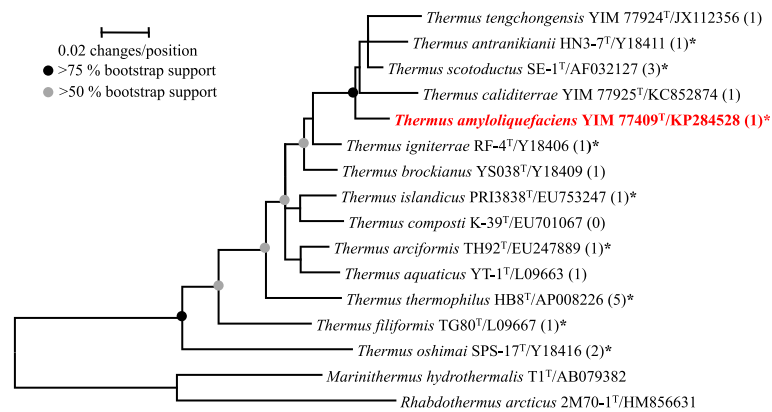 Thermus tengchongensis YIM 77924ᵀ/JX112356 (1)
0.02 changes/position
Thermus antranikianii HN3-7ᵀ/Y18411 (1)*
>75 % bootstrap support
Thermus scotoductus SE-1ᵀ/AF032127 (3)*
>50 % bootstrap support
Thermus caliditerrae YIM 77925ᵀ/KC852874 (1)
Thermus amyloliquefaciens YIM 77409ᵀ/KP284528 (1)*
Thermus igniterrae RF-4ᵀ/Y18406 (1)*
Thermus brockianus YS038ᵀ/Y18409 (1)
Thermus islandicus PRI3838ᵀ/EU753247 (1)*
Thermus composti K-39ᵀ/EU701067 (0)
Thermus arciformis TH92ᵀ/EU247889 (1)*
Thermus aquaticus YT-1ᵀ/L09663 (1)
Thermus thermophilus HB8ᵀ/AP008226 (5)*
Thermus filiformis TG80ᵀ/L09667 (1)*
Thermus oshimai SPS-17ᵀ/Y18416 (2)*
Marinithermus hydrothermalis T1ᵀ/AB079382
Rhabdothermus arcticus 2M70-1ᵀ/HM856631